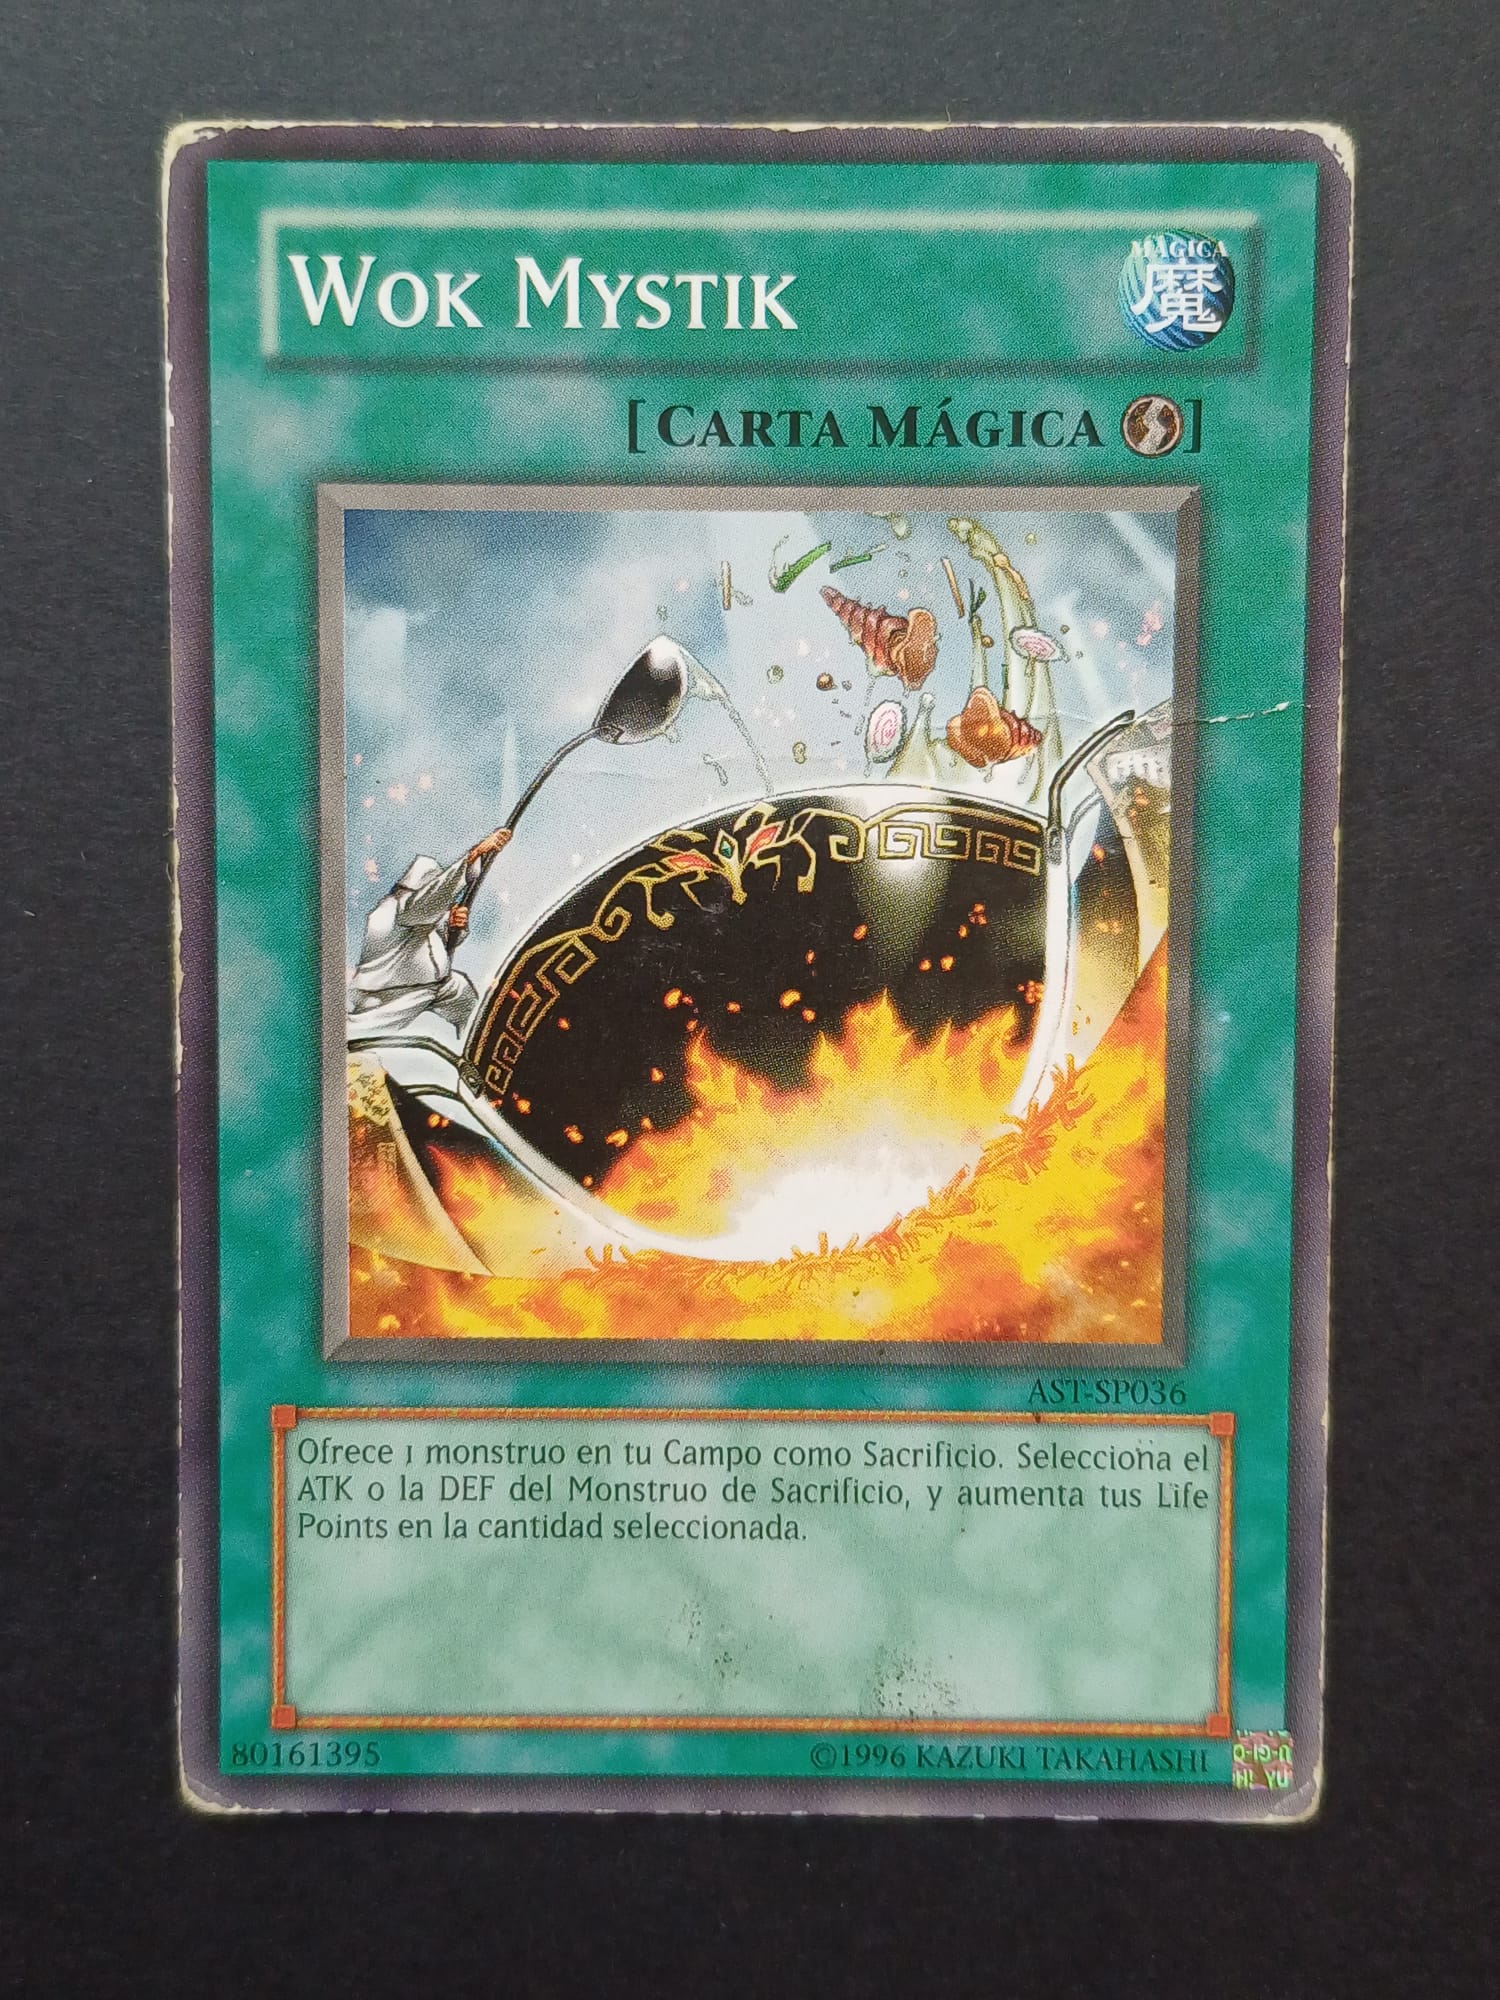 WOK MYSTIK
MÁGICA
魔
[CARTA MÁGICA]
AST-SP036
Ofrece 1 monstruo en tu Campo como Sacrificio. Selecciona el
ATK o la DEF del Monstruo de Sacrificio, y aumenta tus Life
Points en la cantidad seleccionada.
80161395
©1996 KAZUKI TAKAHASHI